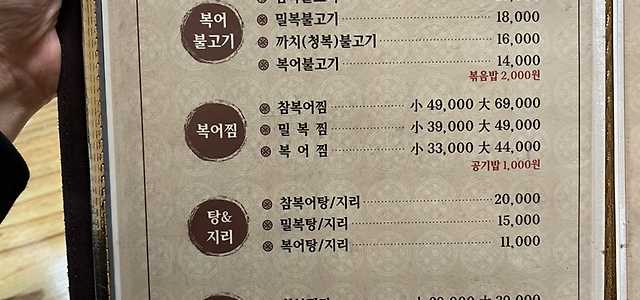 복어
불고기
밀복불고기 18,000
까치(청복)불고기 16,000
복어불고기 14,000
볶음밥 2,000원
복어찜
참복어찜 小 49,000 大 69,000
밀 복 찜 小 39,000 大 49,000
복 어 찜 小 33,000 大 44,000
공기밥 1,000원
탕&
지리
참복어탕/지리 20,000
밀복탕/지리 15,000
복어탕/지리 11,000